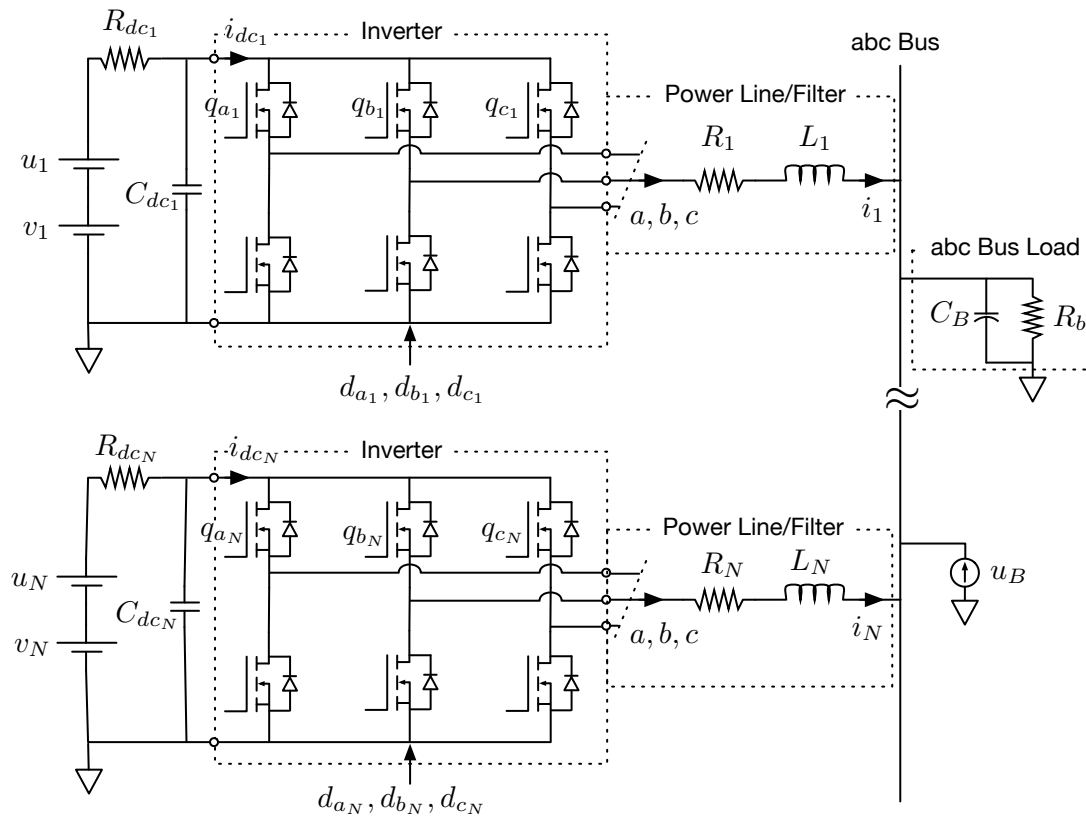 R_{dc_1}
i_{dc_1}
Inverter
abc Bus
q_{a_1}
q_{b_1}
q_{c_1}
Power Line/Filter
R_1
L_1
u_1
C_{dc_1}
v_1
a, b, c
i_1
abc Bus Load
C_B
R_b
d_{a_1}, d_{b_1}, d_{c_1}
R_{dc_N}
i_{dc_N}
Inverter
q_{a_N}
q_{b_N}
q_{c_N}
Power Line/Filter
R_N
L_N
u_B
u_N
C_{dc_N}
v_N
a, b, c
i_N
d_{a_N}, d_{b_N}, d_{c_N}